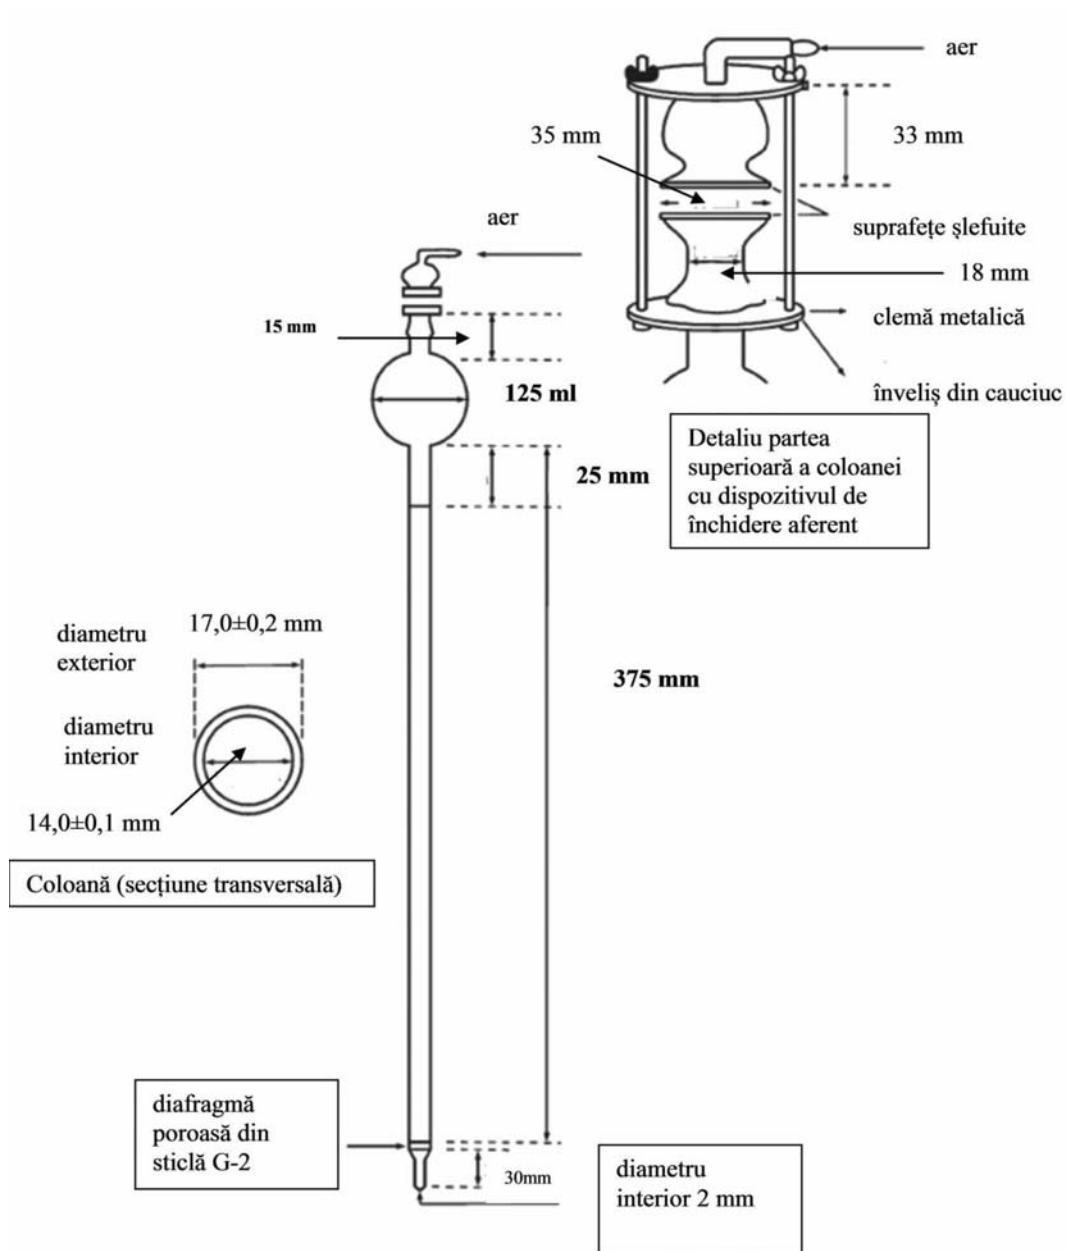 aer
35 mm
33 mm
aer
suprafețe șlefuite
18 mm
15 mm
clemă metalică
125 ml
înveliș din cauciuc
Detaliu partea
superioară a coloanei
cu dispozitivul de
închidere aferent
25 mm
17,0±0,2 mm
diametru
exterior
375 mm
diametru
interior
14,0±0,1 mm
Coloană (secțiune transversală)
diafragmă
poroasă din
sticlă G-2
30mm
diametru
interior 2 mm